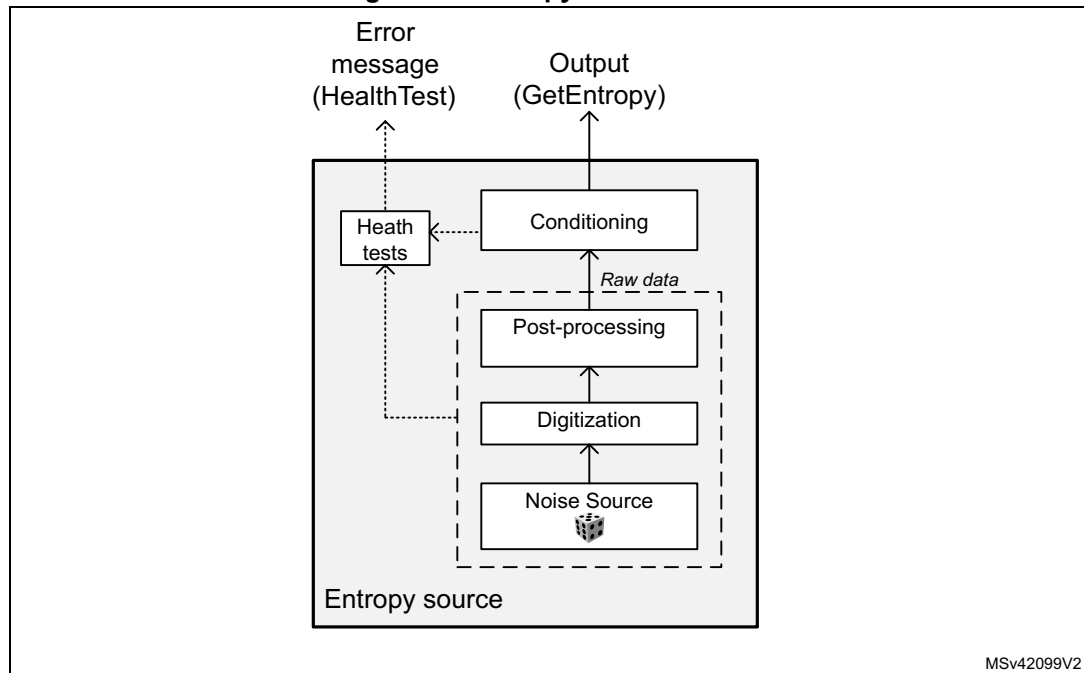 Error
message
(HealthTest)
Output
(GetEntropy)
Conditioning
Heath
tests
Raw data
Post-processing
Digitization
Noise Source
Entropy source
MSv42099V2